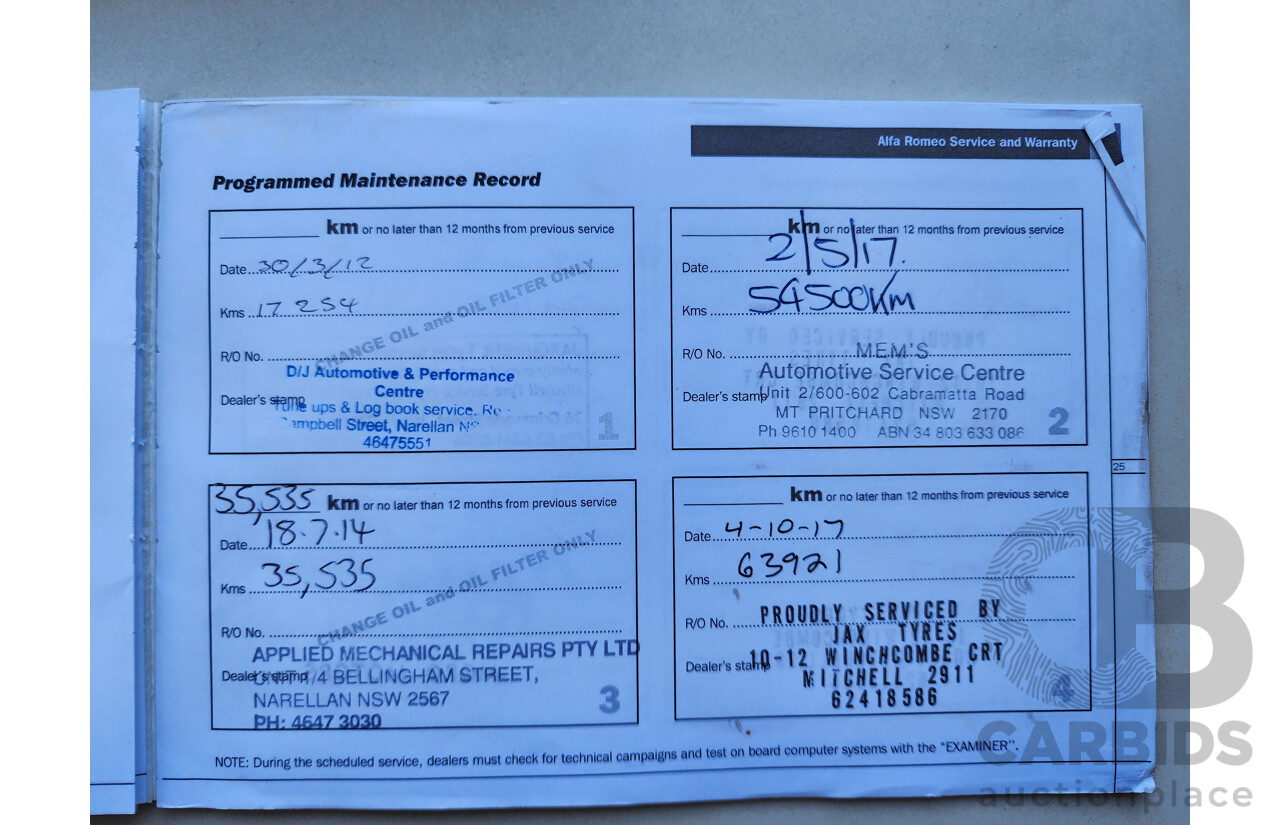 Alfa Romeo Service and Warranty
Programmed Maintenance Record
km or no later than 12 months from previous service
Date 30/3/12
Kms 17 254
R/O No.
CHANGE OIL and OIL FILTER ONLY
Dealer's stamp
D/J Automotive & Performance
Centre
Tune ups & Log book service. Re
Campbell Street, Narellan
46475551
1
km or no later than 12 months from previous service
Date 2/5/17.
Kms 54500Km
R/O No.
Dealer's stamp
MEM'S
Automotive Service Centre
Unit 2/600-602 Cabramatta Road
MT PRITCHARD NSW 2170
Ph 9610 1400 ABN 34 803 633 086
2
35,535 km or no later than 12 months from previous service
Date 18.7.14
Kms 35,535
R/O No.
CHANGE OIL and OIL FILTER ONLY
Dealer's stamp
APPLIED MECHANICAL REPAIRS PTY LTD
1/4 BELLINGHAM STREET,
NARELLAN NSW 2567
PH: 4647 3030
3
km or no later than 12 months from previous service
Date 4-10-17
Kms 63921
R/O No.
Dealer's stamp
PROUDLY SERVICED BY
JAX TYRES
10-12 WINCHCOMBE CRT
MITCHELL 2911
62418586
4
25
NOTE: During the scheduled service, dealers must check for technical campaigns and test on board computer systems with the "EXAMINER".
CB
CARBIDS
auctionplace